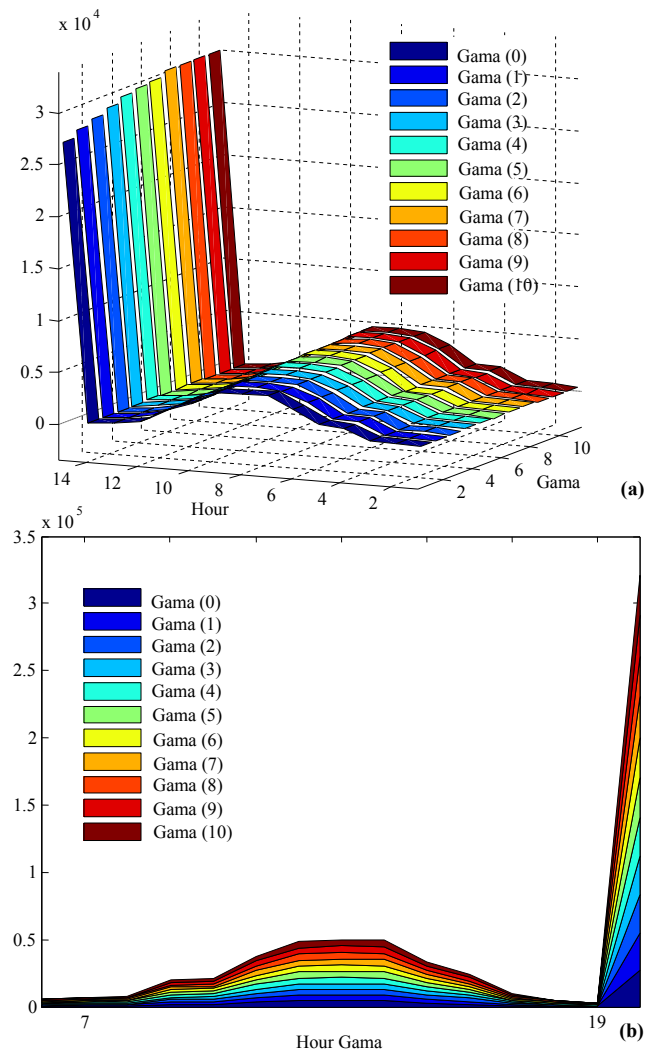 x 10^4
3
2.5
2
1.5
1
0.5
0
Gama (0)
Gama (1)
Gama (2)
Gama (3)
Gama (4)
Gama (5)
Gama (6)
Gama (7)
Gama (8)
Gama (9)
Gama (10)
14 12 10 8 6 4 2
Hour
2 4 6 8 10
Gama
(a)
x 10^5
3.5
3
2.5
2
1.5
1
0.5
0
Gama (0)
Gama (1)
Gama (2)
Gama (3)
Gama (4)
Gama (5)
Gama (6)
Gama (7)
Gama (8)
Gama (9)
Gama (10)
7 19
Hour Gama
(b)